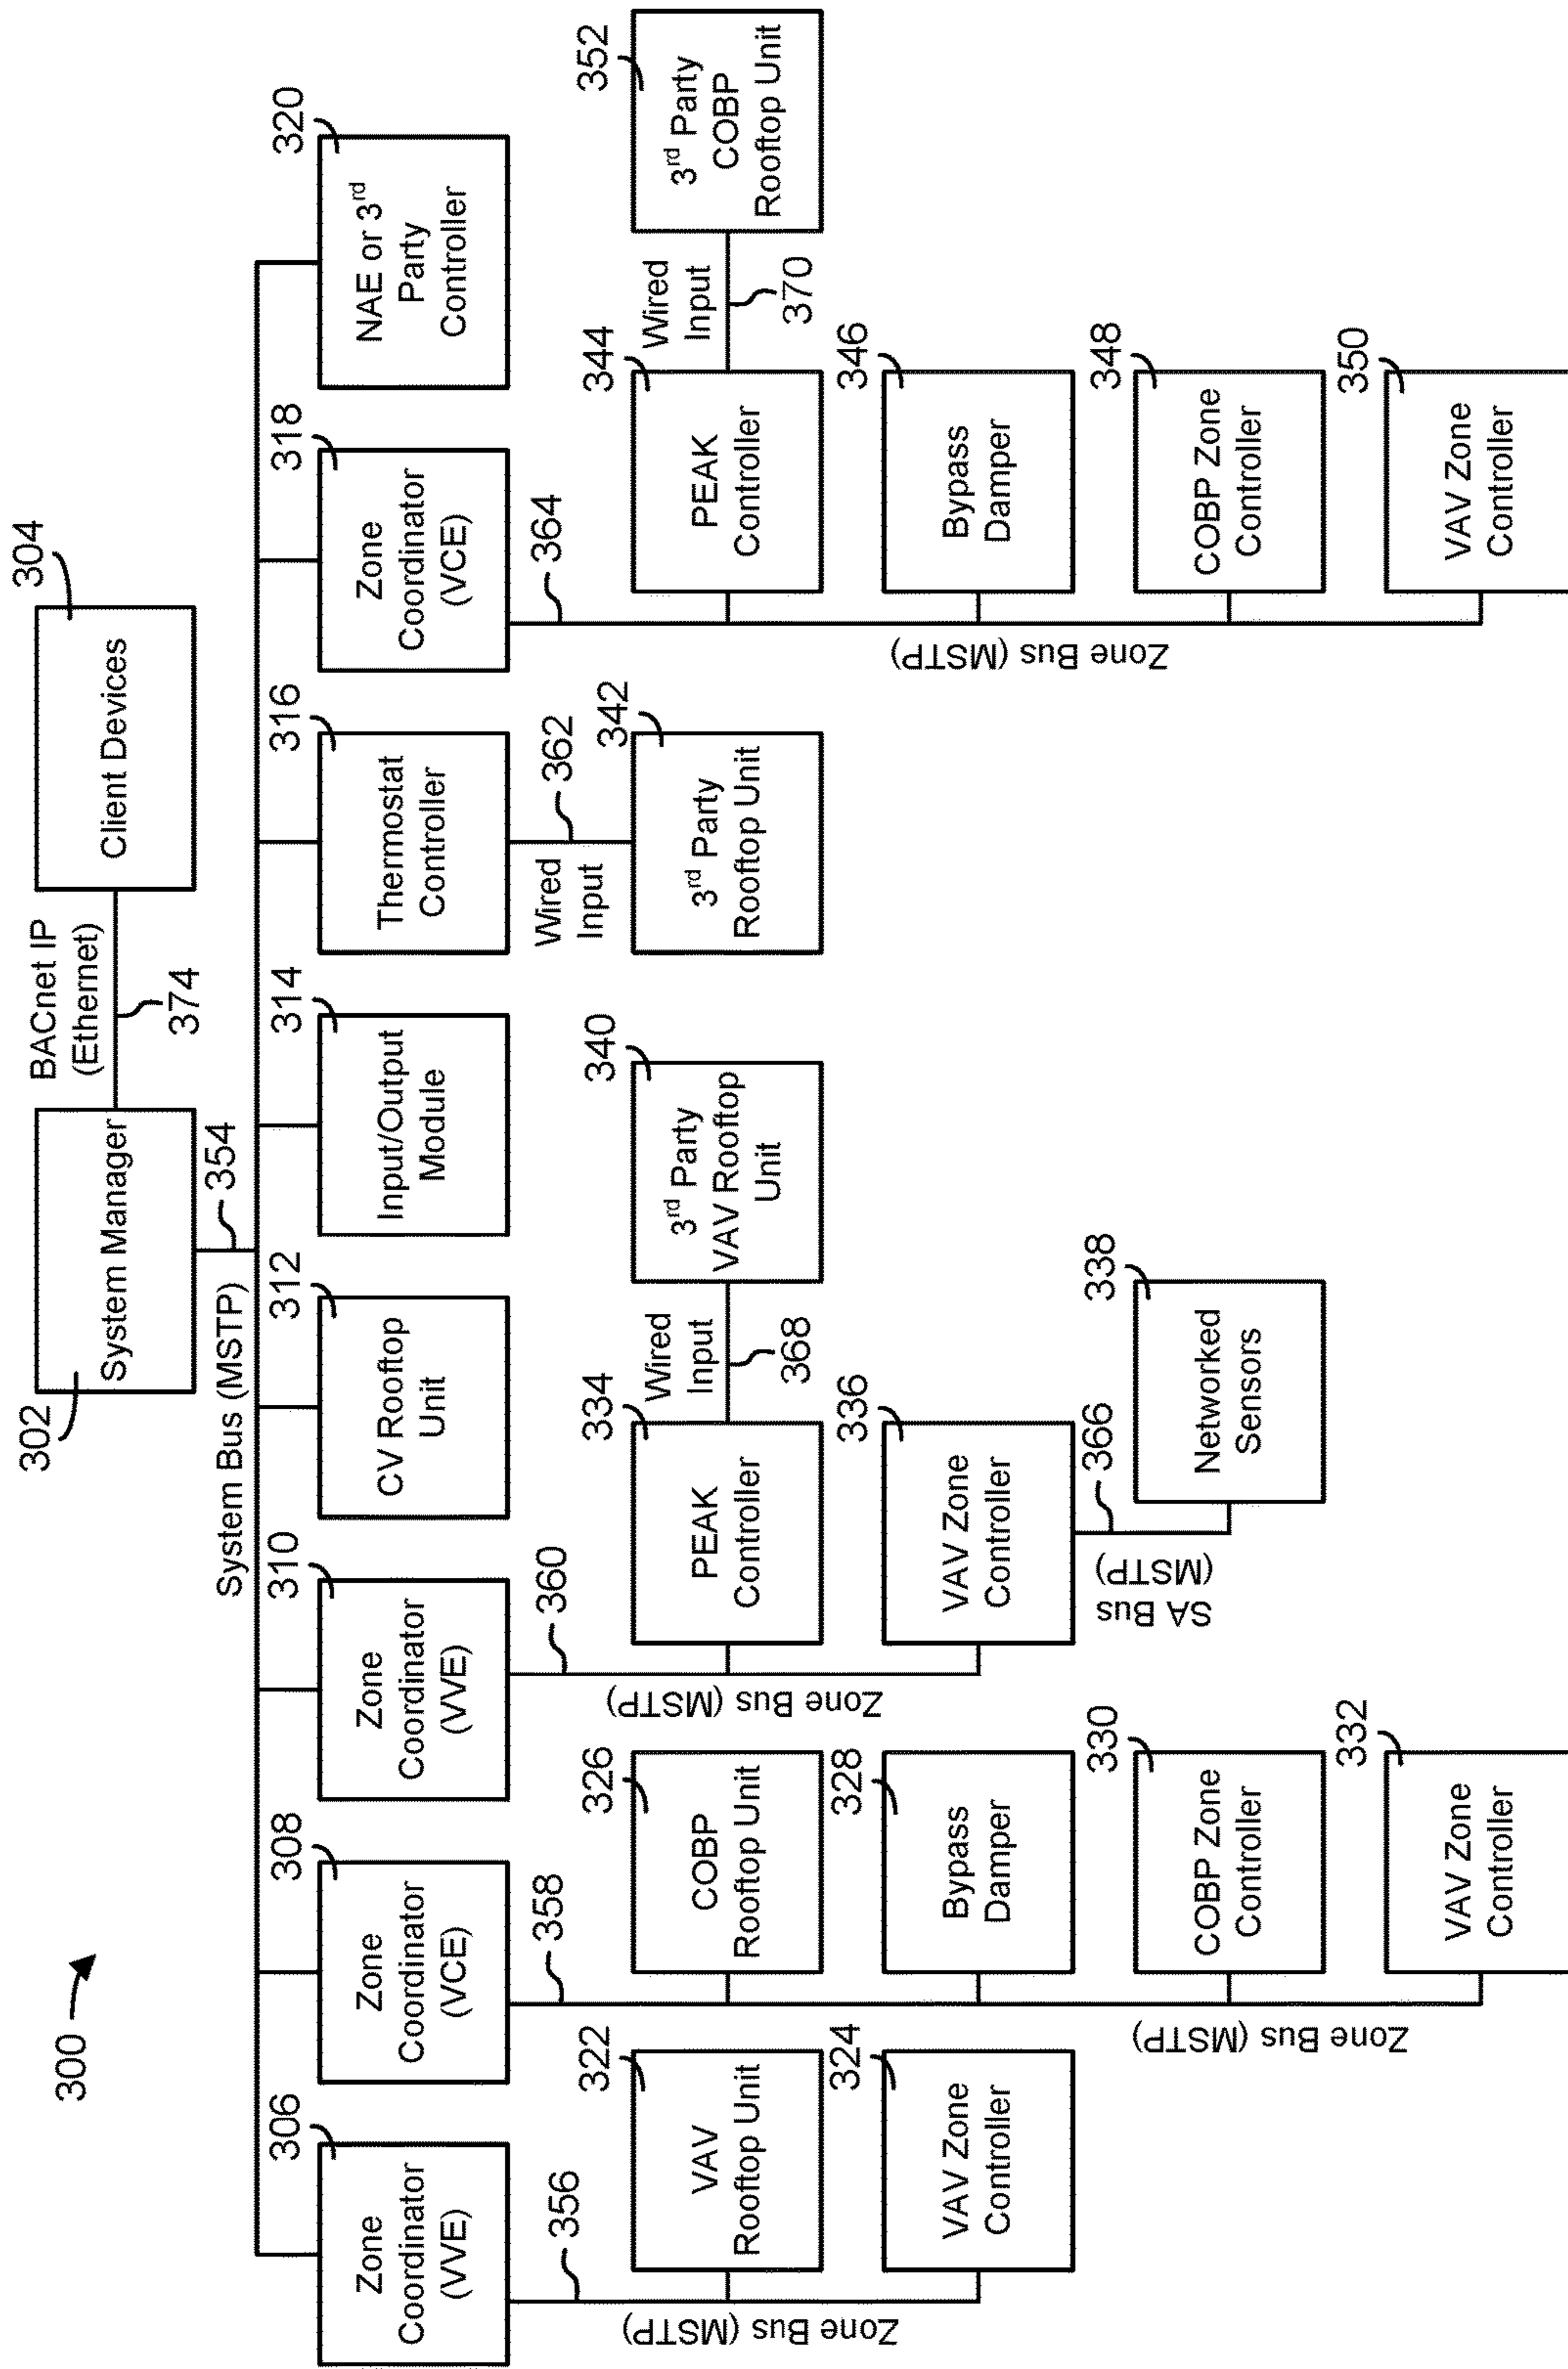 300
302
System Manager
BACnet IP
(Ethernet)
374
304
Client Devices
System Bus (MSTP)
354
306
Zone
Coordinator
(VVE)
308
Zone
Coordinator
(VCE)
310
Zone
Coordinator
(VVE)
312
CV Rooftop
Unit
314
Input/Output
Module
316
Thermostat
Controller
318
Zone
Coordinator
(VCE)
320
NAE or 3rd
Party
Controller
356
Zone Bus (MSTP)
322
VAV
Rooftop Unit
324
VAV Zone
Controller
358
Zone Bus (MSTP)
326
COBP
Rooftop Unit
328
Bypass
Damper
330
COBP Zone
Controller
332
VAV Zone
Controller
360
Zone Bus (MSTP)
334
PEAK
Controller
Wired
Input
368
340
3rd Party
VAV Rooftop
Unit
336
VAV Zone
Controller
SA Bus
(MSTP)
366
338
Networked
Sensors
Wired
Input
362
342
3rd Party
Rooftop Unit
364
Zone Bus (MSTP)
344
PEAK
Controller
Wired
Input
370
352
3rd Party
COBP
Rooftop Unit
346
Bypass
Damper
348
COBP Zone
Controller
350
VAV Zone
Controller